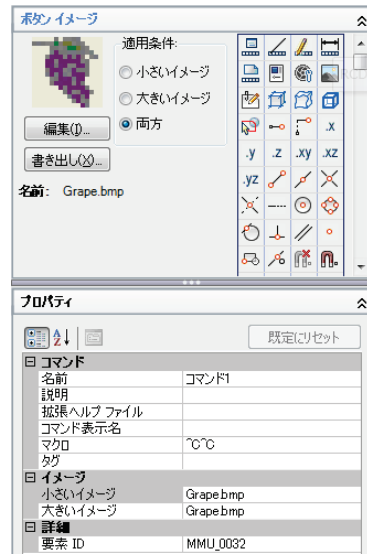 ボタン イメージ
適用条件:
小さいイメージ
大きいイメージ
両方
編集(I)...
書き出し(X)...
名前: Grape.bmp
.x
.y .z .xy .xz
.yz
プロパティ
既定にリセット
コマンド
名前 コマンド1
説明
拡張ヘルプ ファイル
コマンド表示名
マクロ ^C^C
タグ
イメージ
小さいイメージ Grape.bmp
大きいイメージ Grape.bmp
詳細
要素 ID MMU_0032